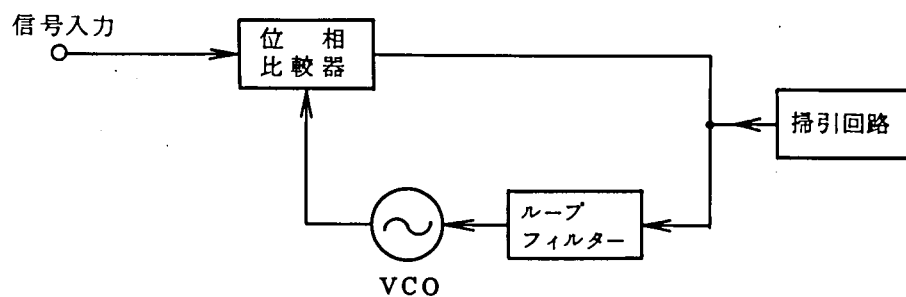 信号入力
位相
比較器
掃引回路
ループ
フィルター
VCO